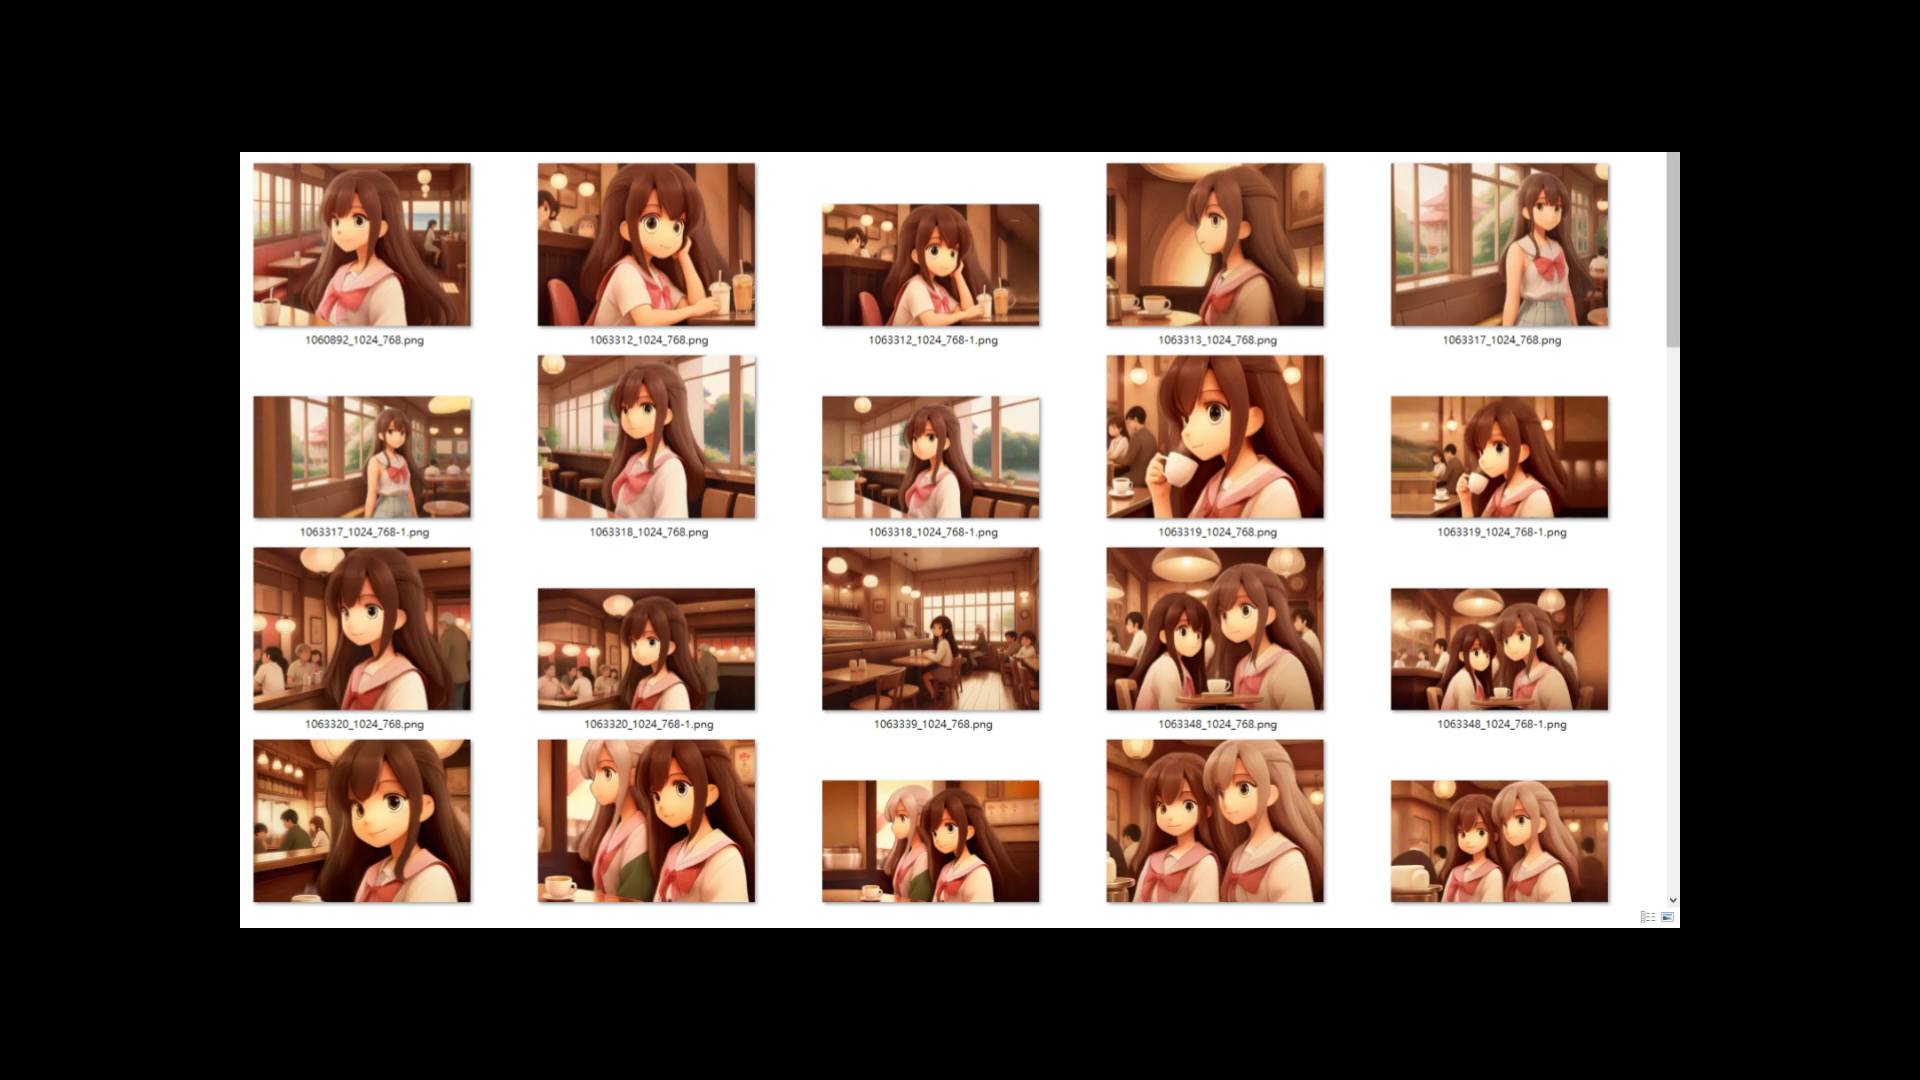 1060892_1024_768.png
1063312_1024_768.png
1063312_1024_768-1.png
1063313_1024_768.png
1063317_1024_768.png
1063317_1024_768-1.png
1063318_1024_768.png
1063318_1024_768-1.png
1063319_1024_768.png
1063319_1024_768-1.png
1063320_1024_768.png
1063320_1024_768-1.png
1063339_1024_768.png
1063348_1024_768.png
1063348_1024_768-1.png